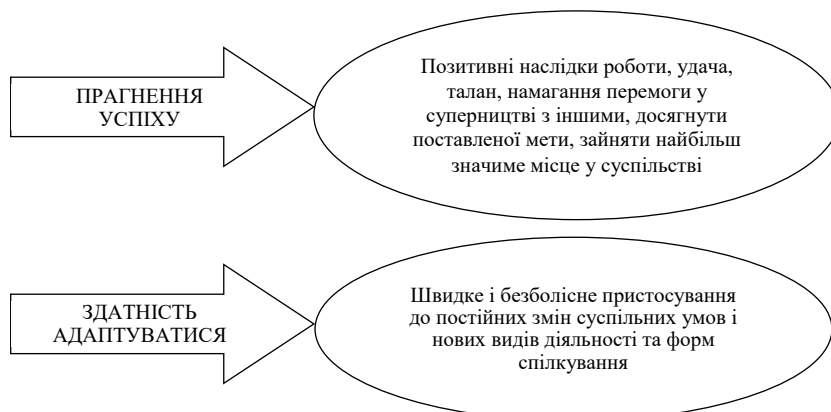 ПРАГНЕННЯ
УСПІХУ
Позитивні наслідки роботи, удача,
талан, намагання перемоги у
суперництві з іншими, досягнути
поставленої мети, зайняти найбільш
значиме місце у суспільстві
ЗДАТНІСТЬ
АДАПТУВАТИСЯ
Швидке і безболісне пристосування
до постійних змін суспільних умов і
нових видів діяльності та форм
спілкування